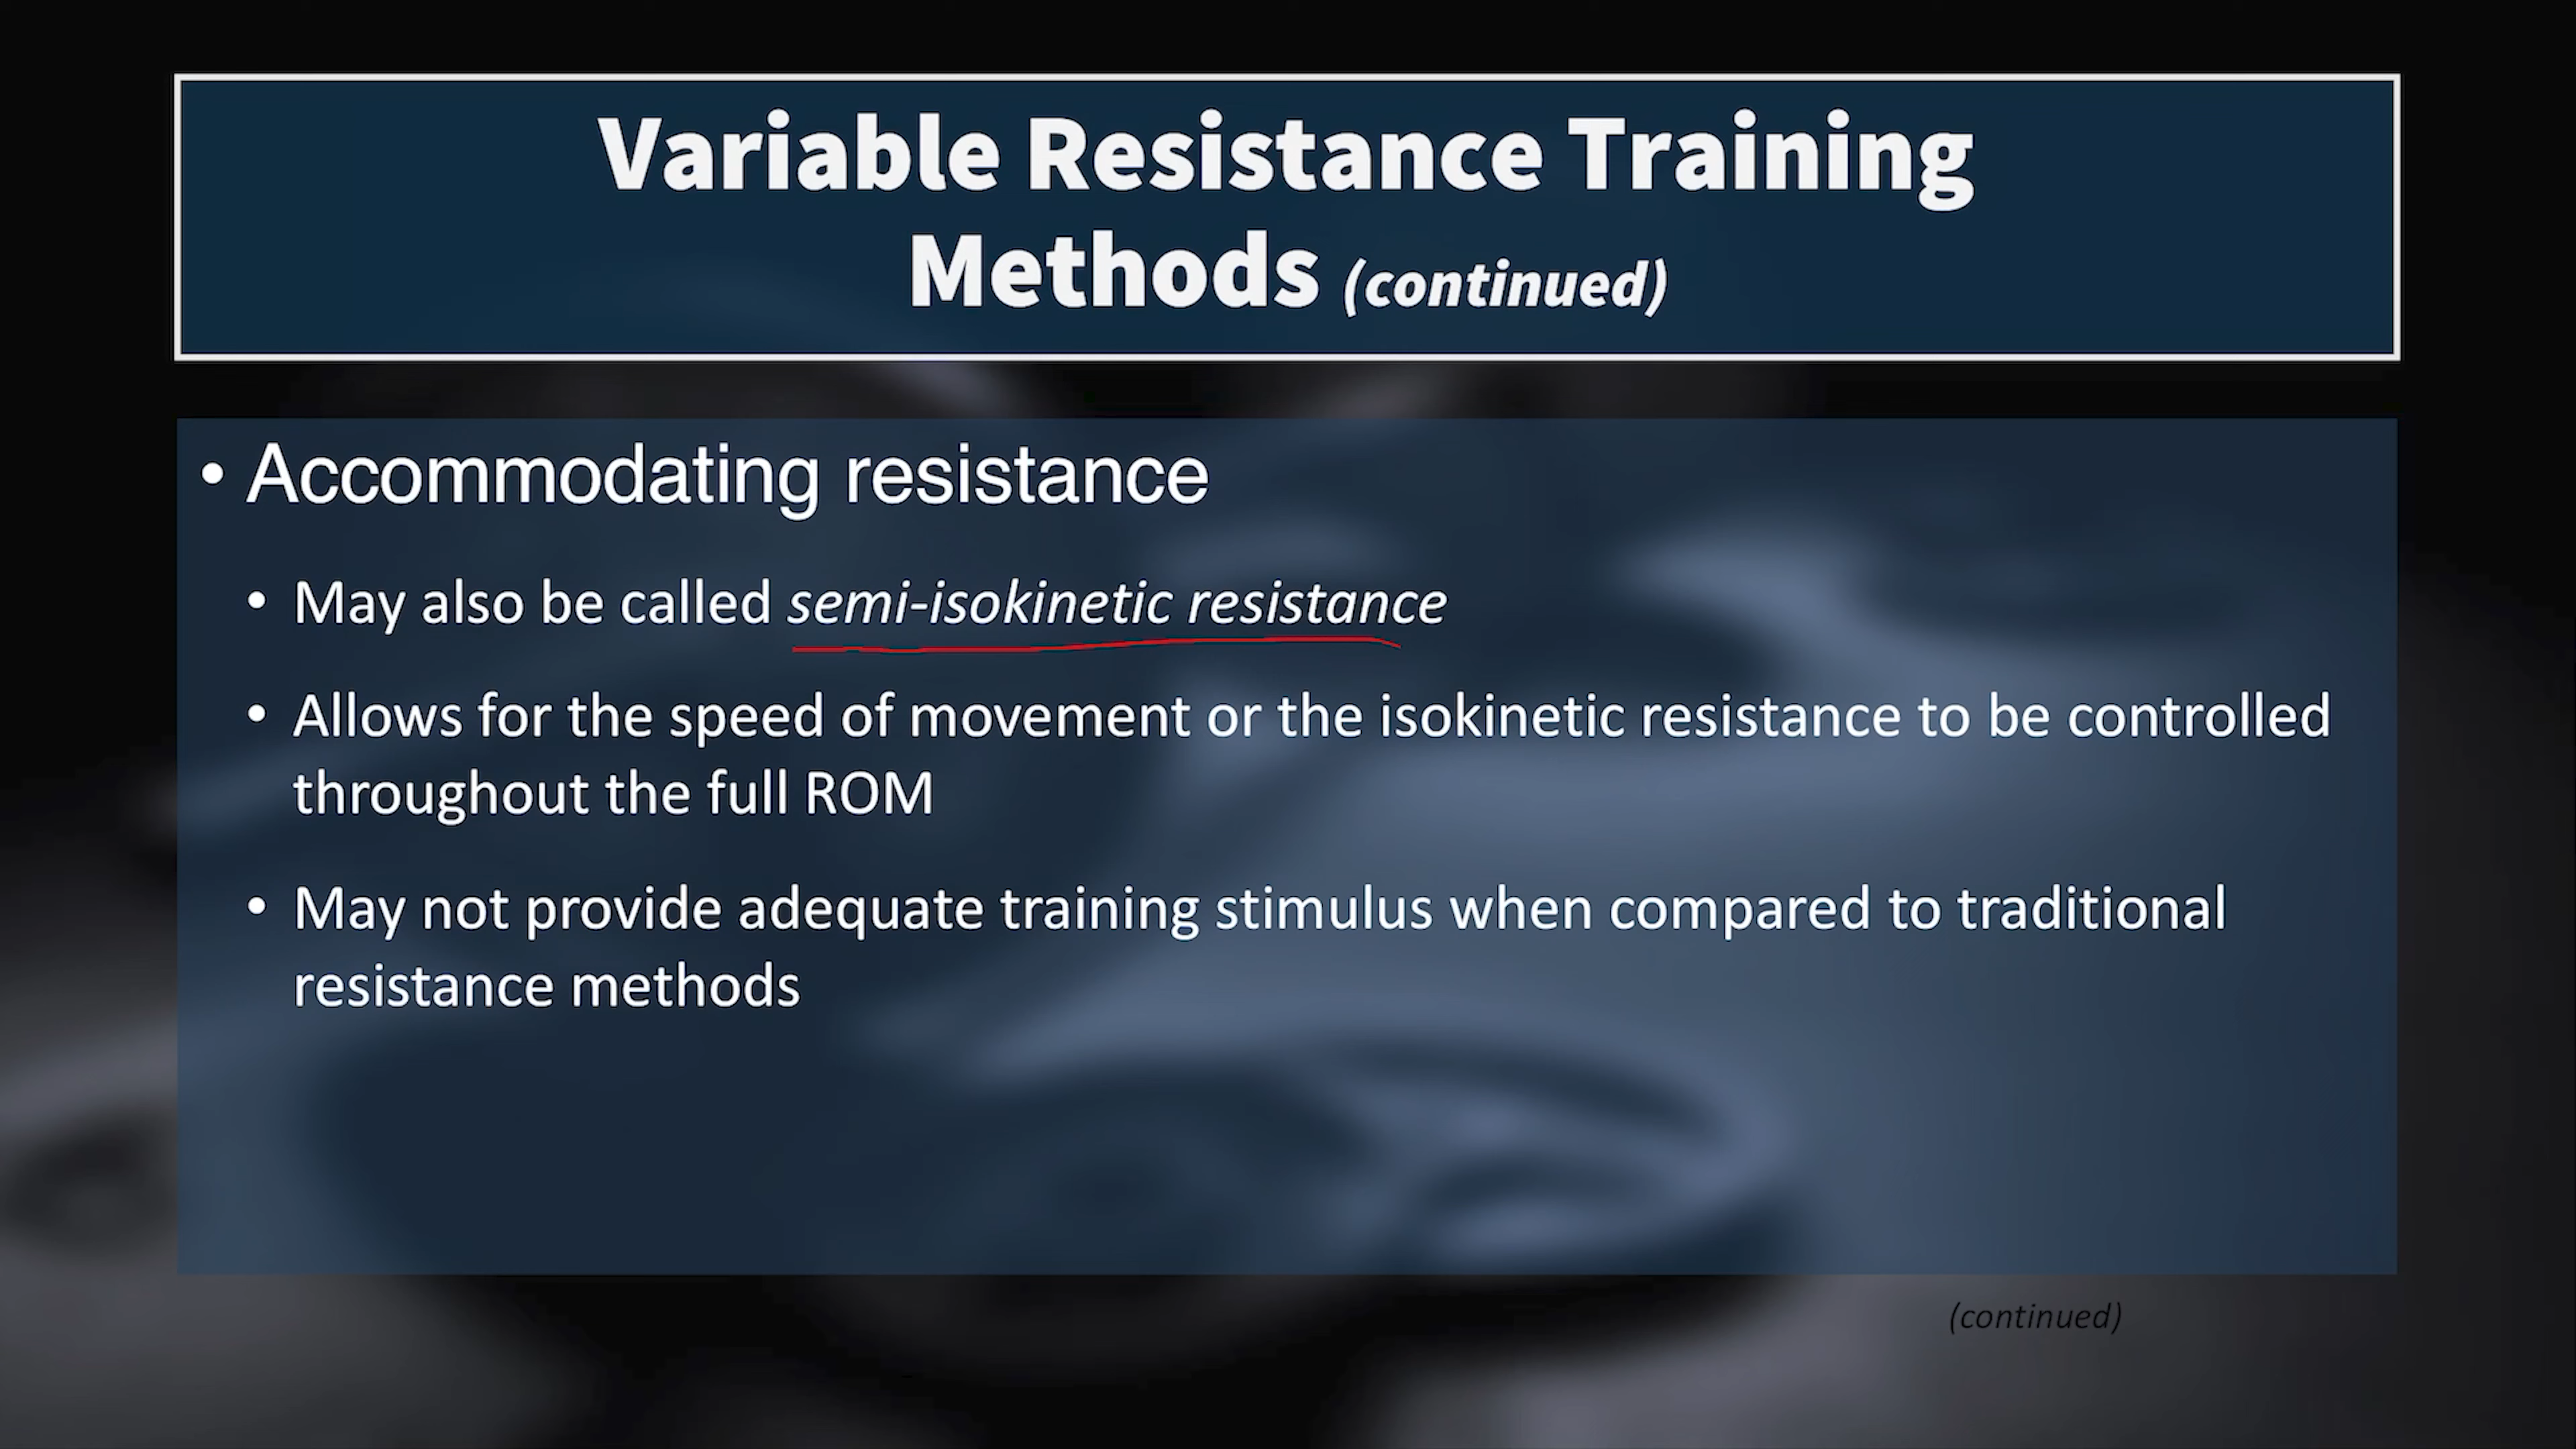 Variable Resistance Training
Methods (continued)
• Accommodating resistance
• May also be called semi-isokinetic resistance
• Allows for the speed of movement or the isokinetic resistance to be controlled
throughout the full ROM
• May not provide adequate training stimulus when compared to traditional
resistance methods
(continued)